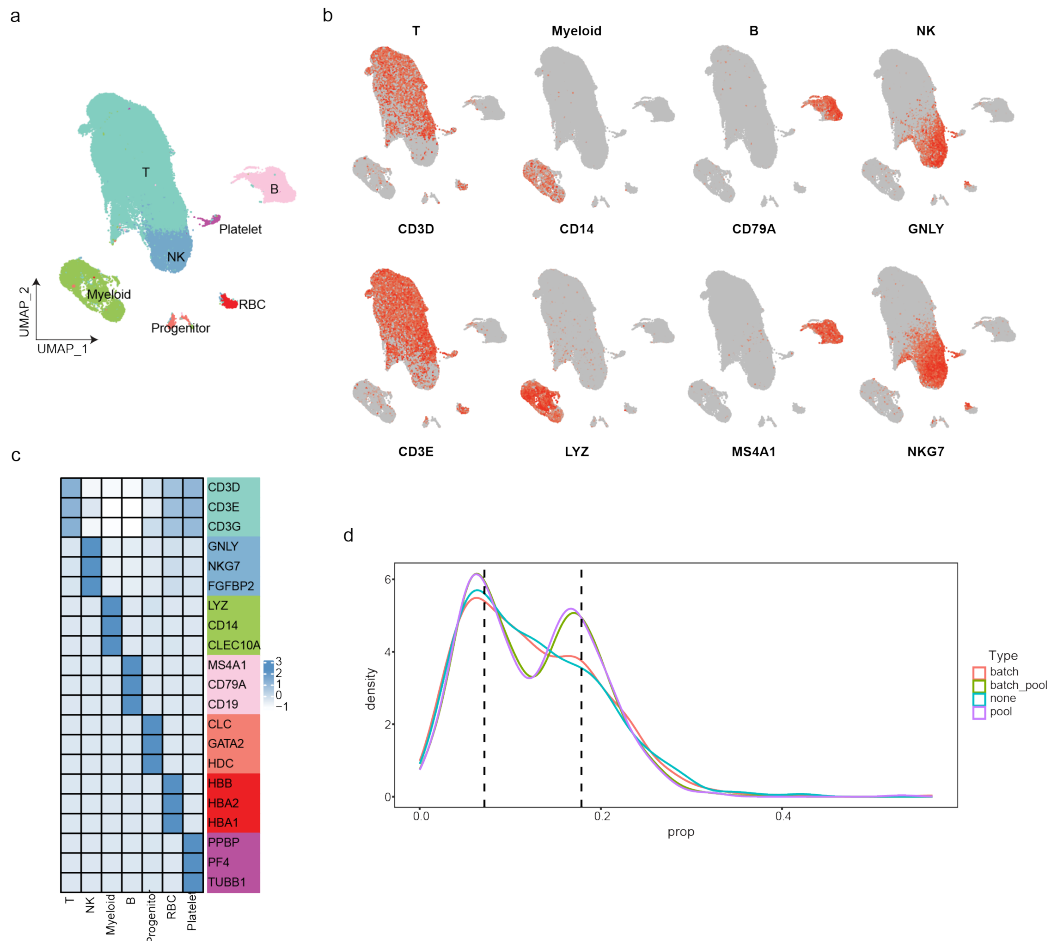 a
T
B
Platelet
NK
Myeloid
RBC
Progenitor
UMAP_2
UMAP_1
b
T Myeloid B NK
CD3D CD14 CD79A GNLY
CD3E LYZ MS4A1 NKG7
c
CD3D
CD3E
CD3G
GNLY
NKG7
FGFBP2
LYZ
CD14
CLEC10A
MS4A1
CD79A
CD19
CLC
GATA2
HDC
HBB
HBA2
HBA1
PPBP
PF4
TUBB1
T NK Myeloid B Progenitor RBC Platelet
3
2
1
0
−1
d
6
4
2
0
density
0.0 0.2 0.4
prop
Type
batch
batch_pool
none
pool